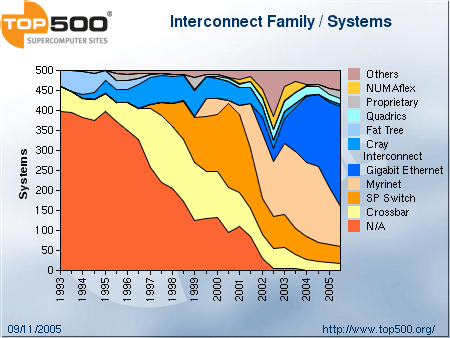 TOP500®
SUPERCOMPUTER SITES
Interconnect Family / Systems
Systems
500
450
400
350
300
250
200
150
100
50
0
1993
1994
1995
1996
1997
1998
1999
2000
2001
2002
2003
2004
2005
Others
NUMAflex
Proprietary
Quadrics
Fat Tree
Cray
Interconnect
Gigabit Ethernet
Myrinet
SP Switch
Crossbar
N/A
09/11/2005
http://www.top500.org/